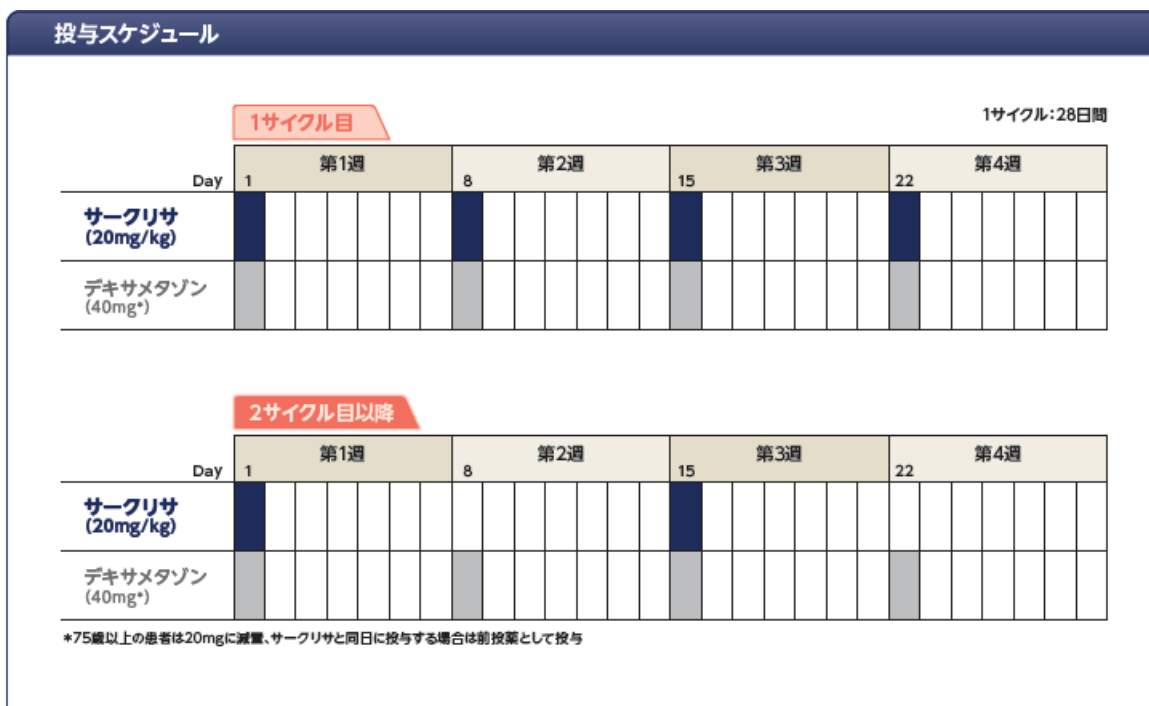 投与スケジュール
1サイクル目
1サイクル：28日間
第1週 第2週 第3週 第4週
Day 1 8 15 22
サークリサ
(20mg/kg)
デキサメタゾン
(40mg*)
2サイクル目以降
第1週 第2週 第3週 第4週
Day 1 8 15 22
サークリサ
(20mg/kg)
デキサメタゾン
(40mg*)
*75歳以上の患者は20mgに減量、サークリサと同日に投与する場合は前投薬として投与